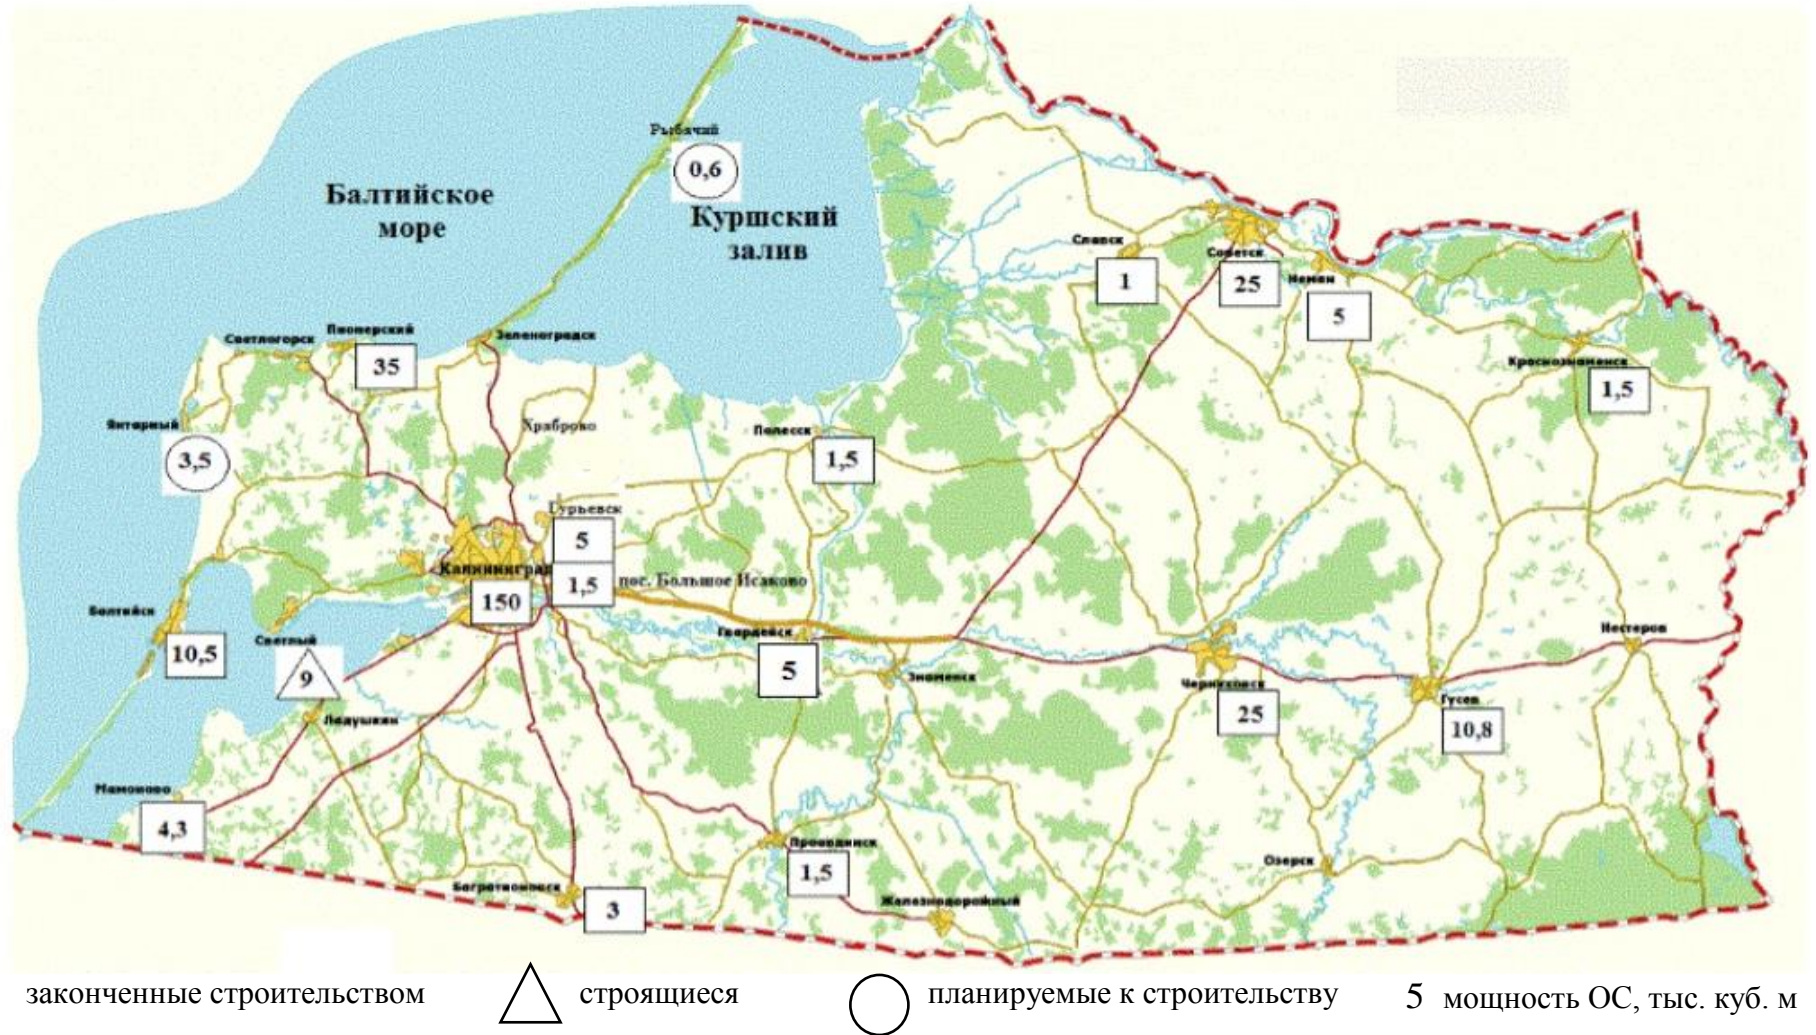 Рыбачий
0,6
Балтийское
море
Куршский
залив
Славск
1
Советск
25
Неман
5
Краснознаменск
1,5
Светлогорск
Пионерский
35
Зеленоградск
Янтарный
3,5
Храброво
Полесск
1,5
Гурьевск
5
Калининград
150
1,5
пос. Большое Исаково
Балтийск
10,5
Светлый
9
Ладушкин
Гвардейск
5
Знаменск
Черняховск
25
Гусев
10,8
Нестеров
Мамоново
4,3
Багратионовск
3
Правдинск
1,5
Железнодорожный
Озерск
законченные строительством
строящиеся
планируемые к строительству
5 мощность ОС, тыс. куб. м